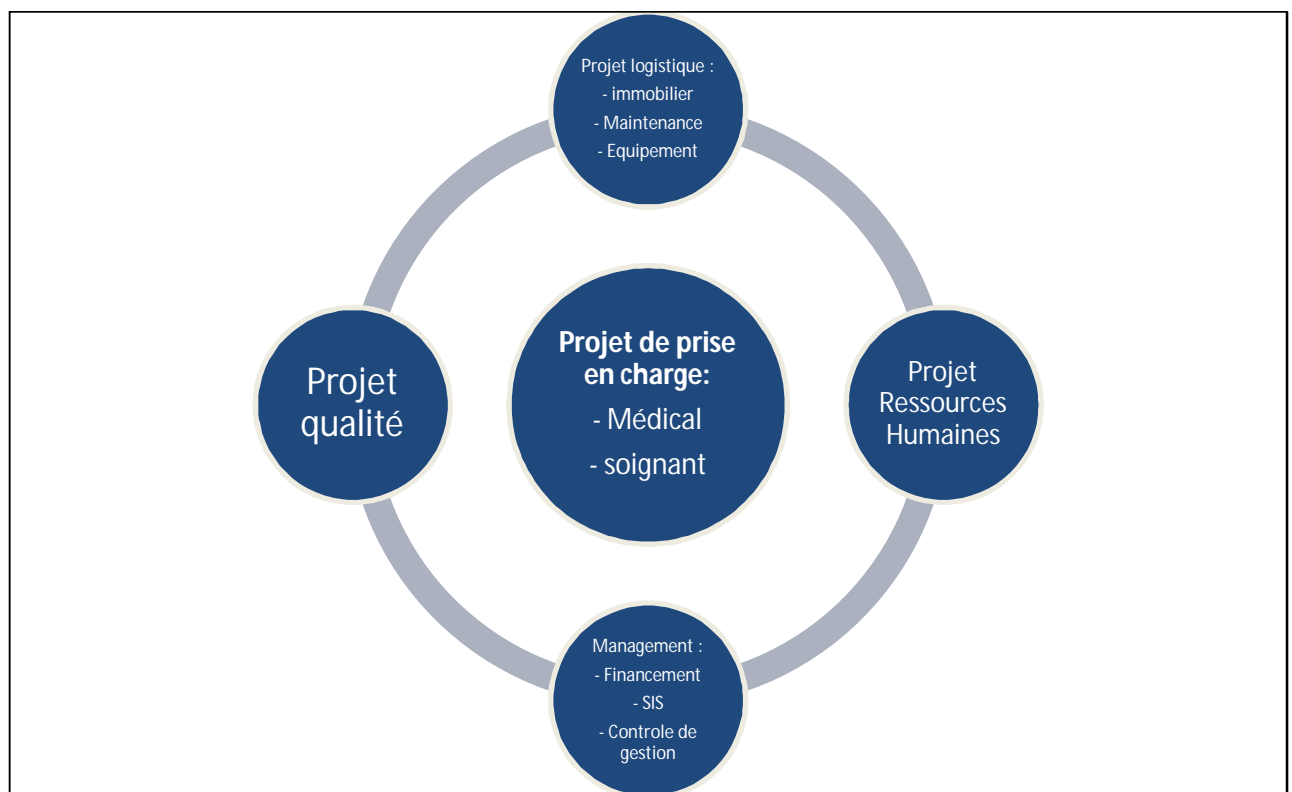 Projet logistique :
- immobilier
- Maintenance
- Equipement
Projet
qualité
Projet de prise
en charge:
- Médical
- soignant
Projet
Ressources
Humaines
Management :
- Financement
- SIS
- Controle de
gestion